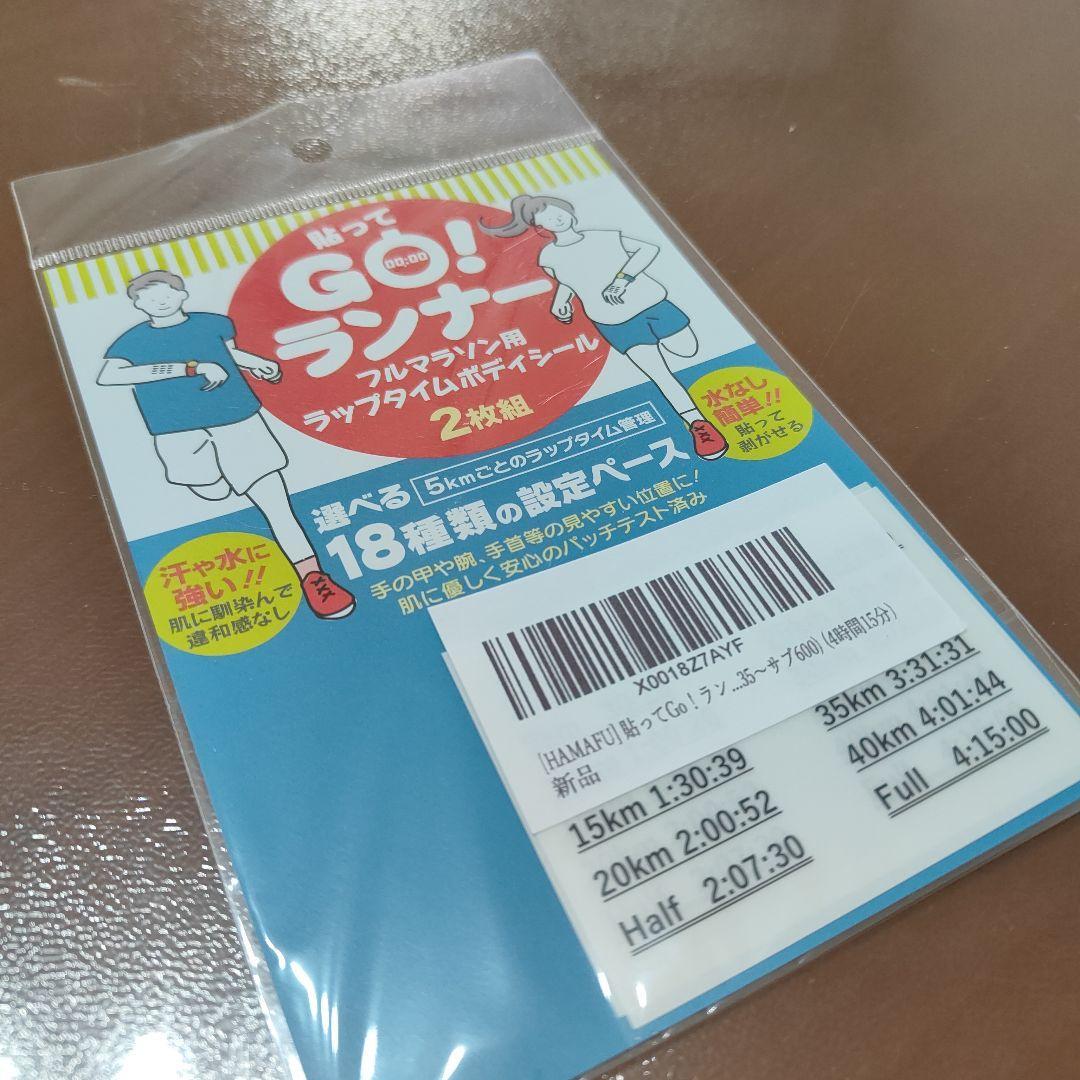 貼って
GO!
00:00
ランナー
フルマラソン用
ラップタイムボディシール
2枚組
水なし
簡単!!
貼って
剥がせる
選べる 5kmごとのラップタイム管理
18種類の設定ペース
手の甲や腕、手首等の見やすい位置に!
肌に優しく安心のパッチテスト済み
汗や水に
強い!!
肌に馴染んで
違和感なし
X0018Z7AYF
[HAMAFU] 貼ってGo！ラン...35～サブ600) (4時間15分)
新品
15km 1:30:39
20km 2:00:52
Half 2:07:30
35km 3:31:31
40km 4:01:44
Full 4:15:00